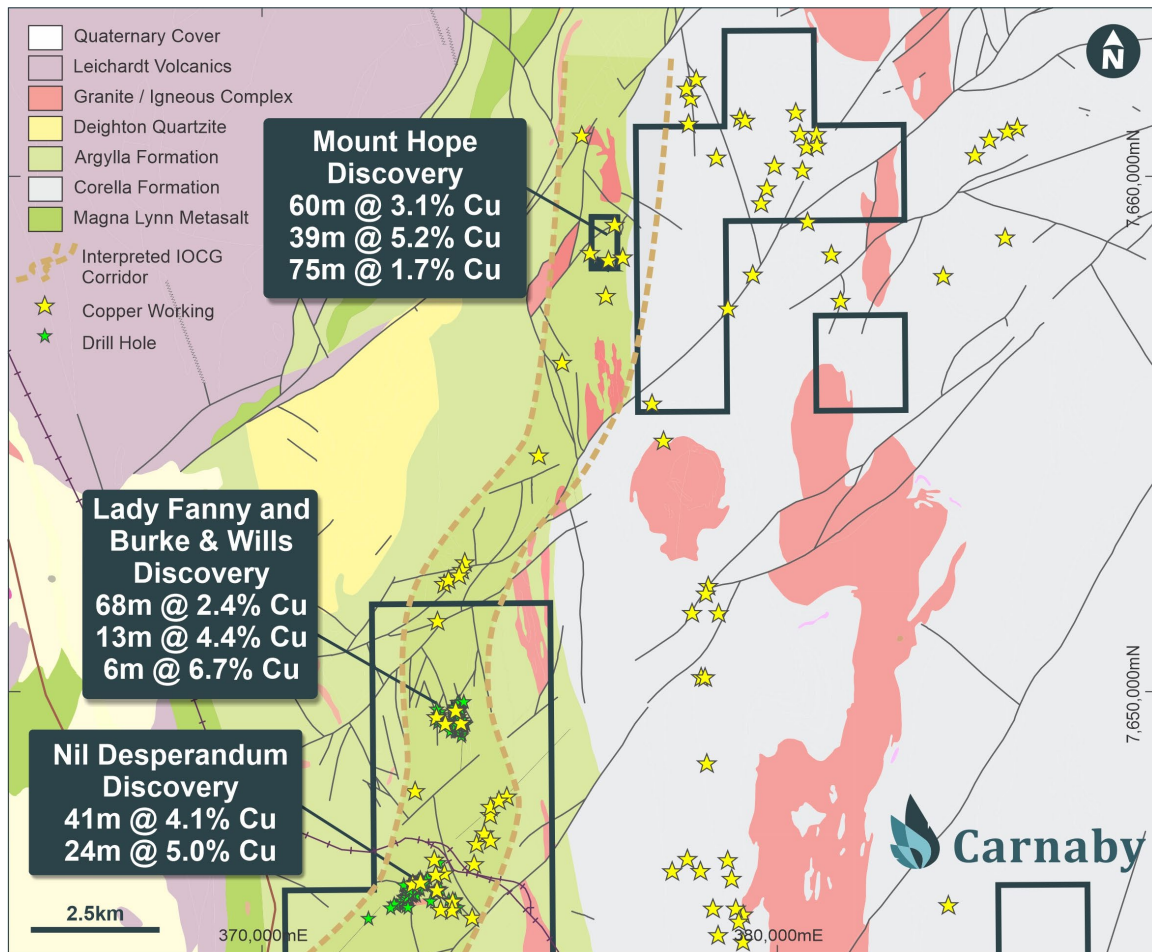 Quaternary Cover
Leichardt Volcanics
Granite / Igneous Complex
Deighton Quartzite
Argylla Formation
Corella Formation
Magna Lynn Metasalt
Interpreted IOCG
Corridor
Copper Working
Drill Hole
N
Mount Hope
Discovery
60m @ 3.1% Cu
39m @ 5.2% Cu
75m @ 1.7% Cu
7,660,000mN
Lady Fanny and
Burke & Wills
Discovery
68m @ 2.4% Cu
13m @ 4.4% Cu
6m @ 6.7% Cu
7,650,000mN
Nil Desperandum
Discovery
41m @ 4.1% Cu
24m @ 5.0% Cu
Carnaby
2.5km
370,000mE
380,000mE